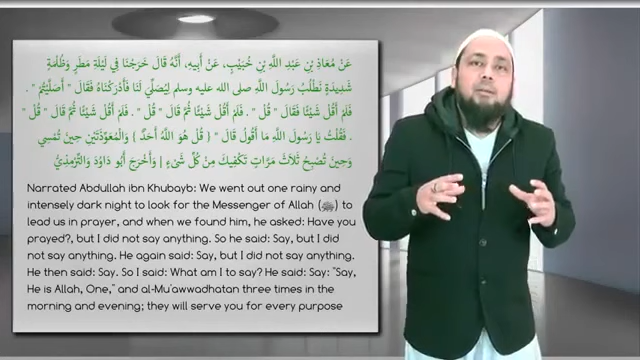 عَنْ مُعَاذِ بْنِ عَبْدِ اللَّهِ بْنِ خُبَيْبٍ، عَنْ أَبِيهِ، أَنَّهُ قَالَ خَرَجْنَا فِي لَيْلَةِ مَطَرٍ وَظُلْمَةٍ
شَدِيدَةٍ نَطْلُبُ رَسُولَ اللَّهِ صلى الله عليه وسلم لِيُصَلِّيَ لَنَا فَأَدْرَكْنَاهُ فَقَالَ " أَصَلَّيْتُمْ " .
فَلَمْ أَقُلْ شَيْئًا فَقَالَ " قُلْ " . فَلَمْ أَقُلْ شَيْئًا ثُمَّ قَالَ " قُلْ " . فَلَمْ أَقُلْ شَيْئًا ثُمَّ قَالَ " قُلْ "
. فَقُلْتُ يَا رَسُولَ اللَّهِ مَا أَقُولُ قَالَ " ( قُلْ هُوَ اللَّهُ أَحَدٌ ) وَالْمُعَوِّذَتَيْنِ حِينَ تُمْسِي
وَحِينَ تُصْبِحُ ثَلاَثَ مَرَّاتٍ تَكْفِيكَ مِنْ كُلِّ شَىْءٍ | وَأَخْرَجَ أَبُو دَاوُدَ وَالتِّرْمِذِيُّ
Narrated Abdullah ibn Khubayb: We went out one rainy and
intensely dark night to look for the Messenger of Allah (ﷺ) to
lead us in prayer, and when we found him, he asked: Have you
prayed?, but I did not say anything. So he said: Say, but I did
not say anything. He again said: Say, but I did not say anything.
He then said: Say. So I said: What am I to say? He said: Say: "Say,
He is Allah, One," and al-Mu'awwadhatan three times in the
morning and evening; they will serve you for every purpose